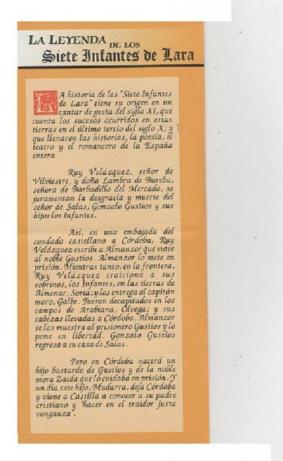 LA LEYENDA DE LOS
Siete Infantes de Lara
LA historia de los "Siete Infantes
de Lara" tiene su origen en un
cantar de gesta del siglo XI, que
cuenta los sucesos ocurridos en estas
tierras en el último tercio del siglo X; y
que llenaron las historias, la poesía, el
teatro y el romancero de la España
entera.
Ruy Velázquez, señor de
Vilviestre, y doña Lambra de Bureba,
señora de Barbadillo del Mercado, se
juramentan la desgracia y muerte del
señor de Salas, Gonzalo Gustios y sus
hijos los Infantes.
Así, en una embajada del
condado castellano a Córdoba, Ruy
Velázquez escribe a Almanzor que mate
al noble Gustios. Almanzor lo mete en
prisión. Mientras tanto, en la frontera,
Ruy Velázquez traiciona a sus
sobrinos, los Infantes, en las tierras de
Almenar, Soria; y los entrega al capitán
moro, Galbe. Fueron decapitados en los
campos de Arabiana, Olvega; y sus
cabezas llevadas a Córdoba. Almanzor
se las muestra al prisionero Gustios y lo
pone en libertad. Gonzalo Gustios
regresa a su casa de Salas.
Pero en Córdoba nacerá un
hijo bastardo de Gustios y de la noble
mora Zaida que lo cuidaba en prisión. Y
un día este hijo, Mudarra, deja Córdoba
y viene a Castilla a conocer a su padre
cristiano y "hacer en el traidor justa
venganza".